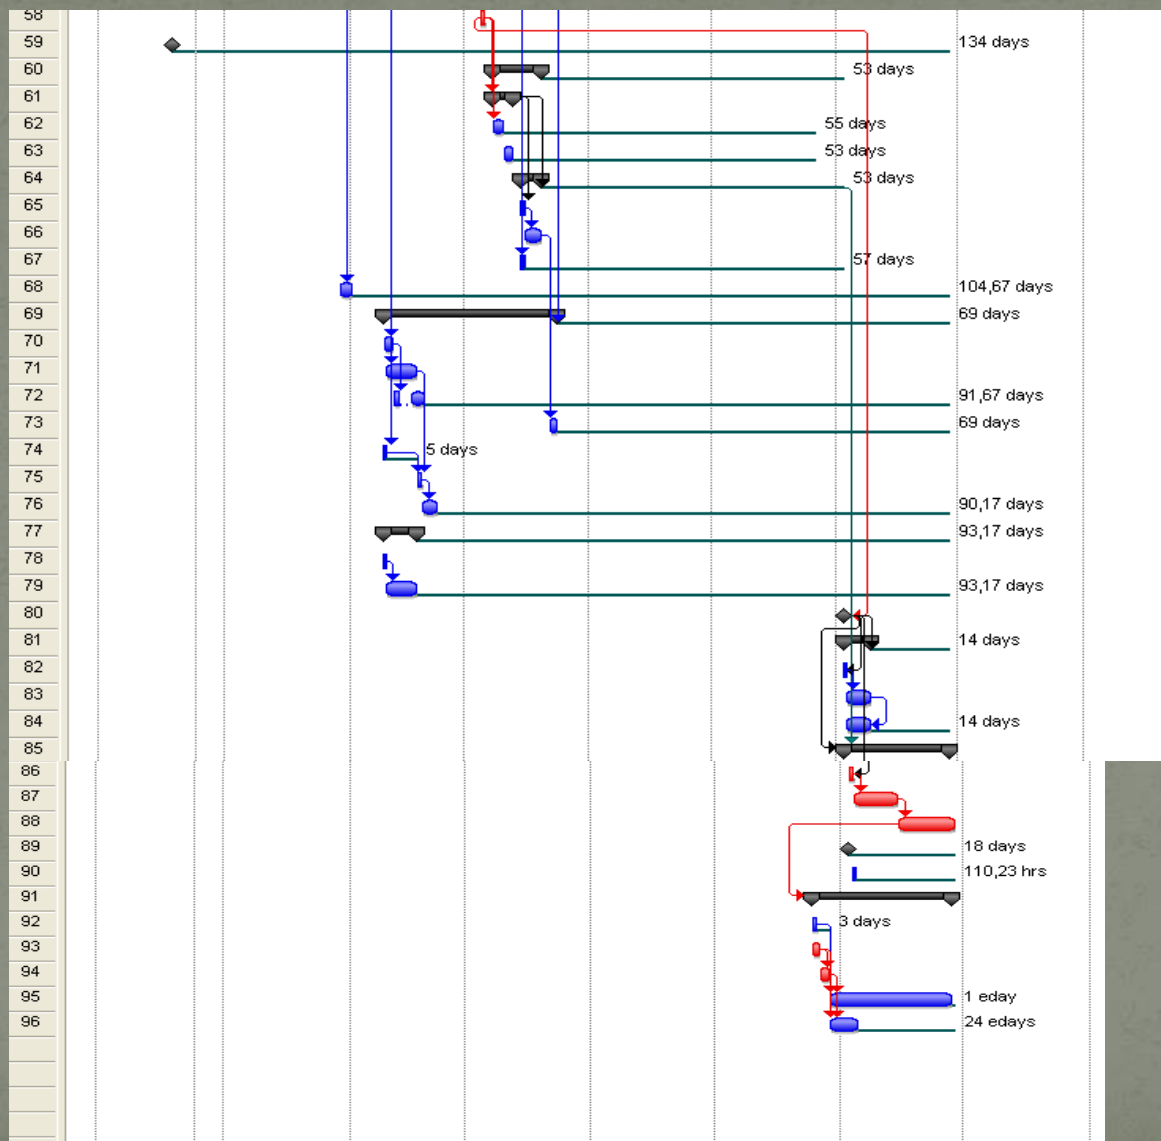 58
59 134 days
60 53 days
61
62 55 days
63 53 days
64 53 days
65
66
67 57 days
68 104,67 days
69 69 days
70
71
72 91,67 days
73 69 days
74 5 days
75
76 90,17 days
77 93,17 days
78
79 93,17 days
80
81 14 days
82
83
84 14 days
85
86
87
88
89 18 days
90 110,23 hrs
91
92 3 days
93
94
95 1 eday
96 24 edays